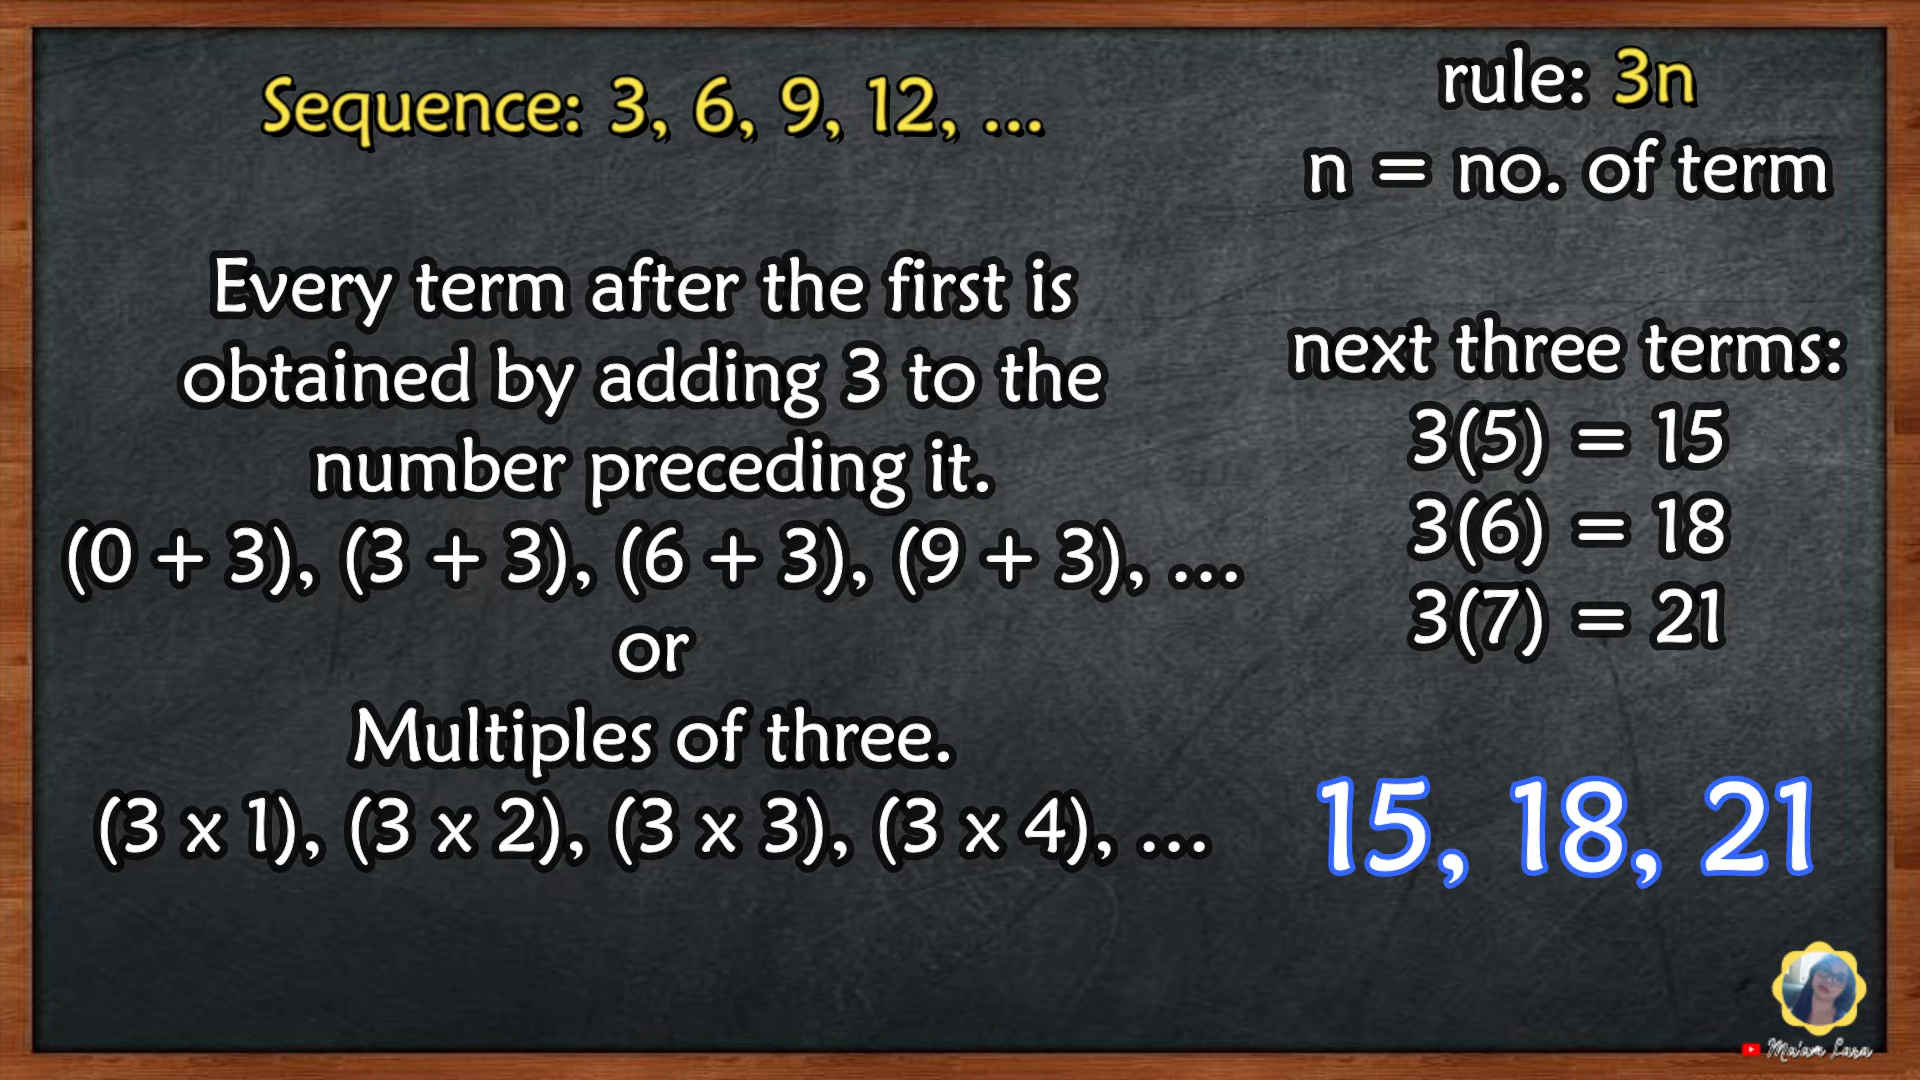 Sequence: 3, 6, 9, 12, ...
Every term after the first is
obtained by adding 3 to the
number preceding it.
(0 + 3), (3 + 3), (6 + 3), (9 + 3), ...
or
Multiples of three.
(3 x 1), (3 x 2), (3 x 3), (3 x 4), ...
rule: 3n
n = no. of term
next three terms:
3(5) = 15
3(6) = 18
3(7) = 21
15, 18, 21
Ma'am Lara